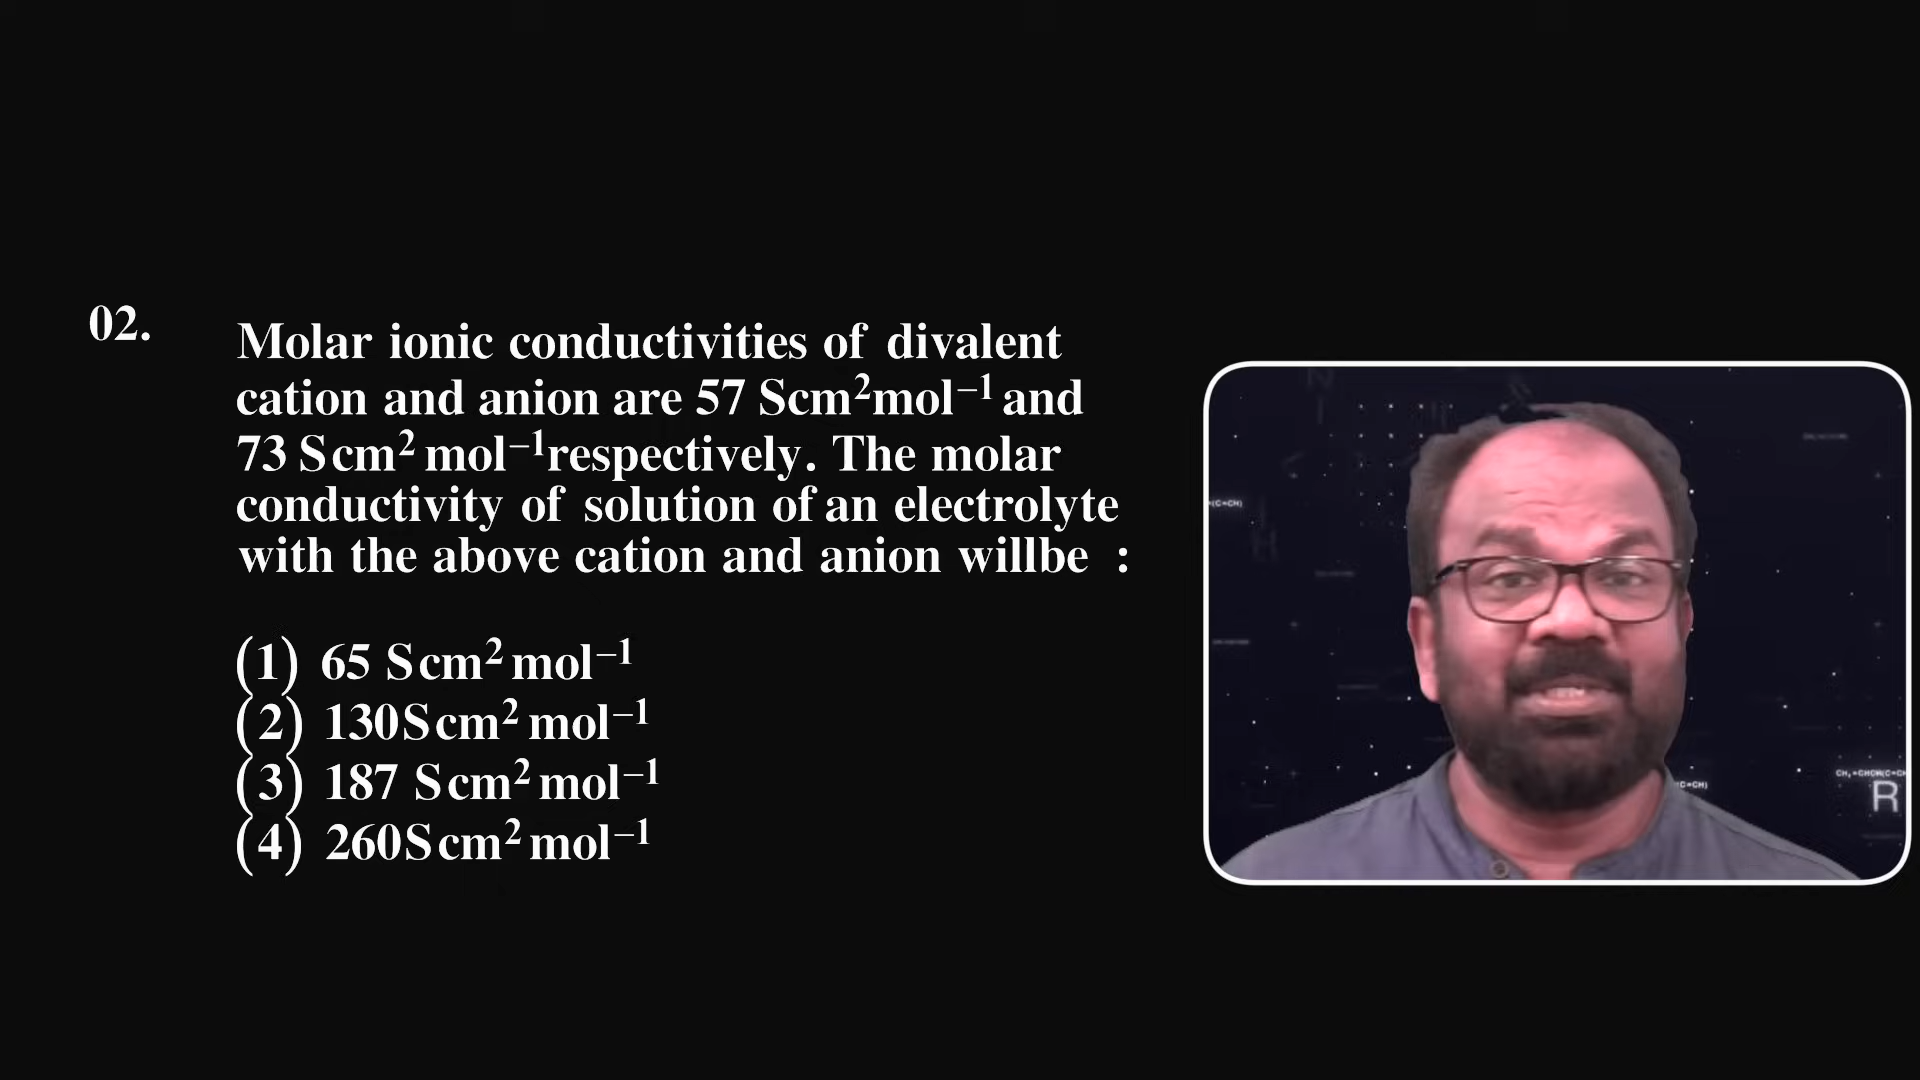 02.
Molar ionic conductivities of divalent
cation and anion are 57 Scm²mol⁻¹ and
73 Scm² mol⁻¹respectively. The molar
conductivity of solution of an electrolyte
with the above cation and anion willbe :
(1) 65 Scm² mol⁻¹
(2) 130Scm² mol⁻¹
(3) 187 Scm² mol⁻¹
(4) 260Scm² mol⁻¹
(C=CH)
C=CH)
R